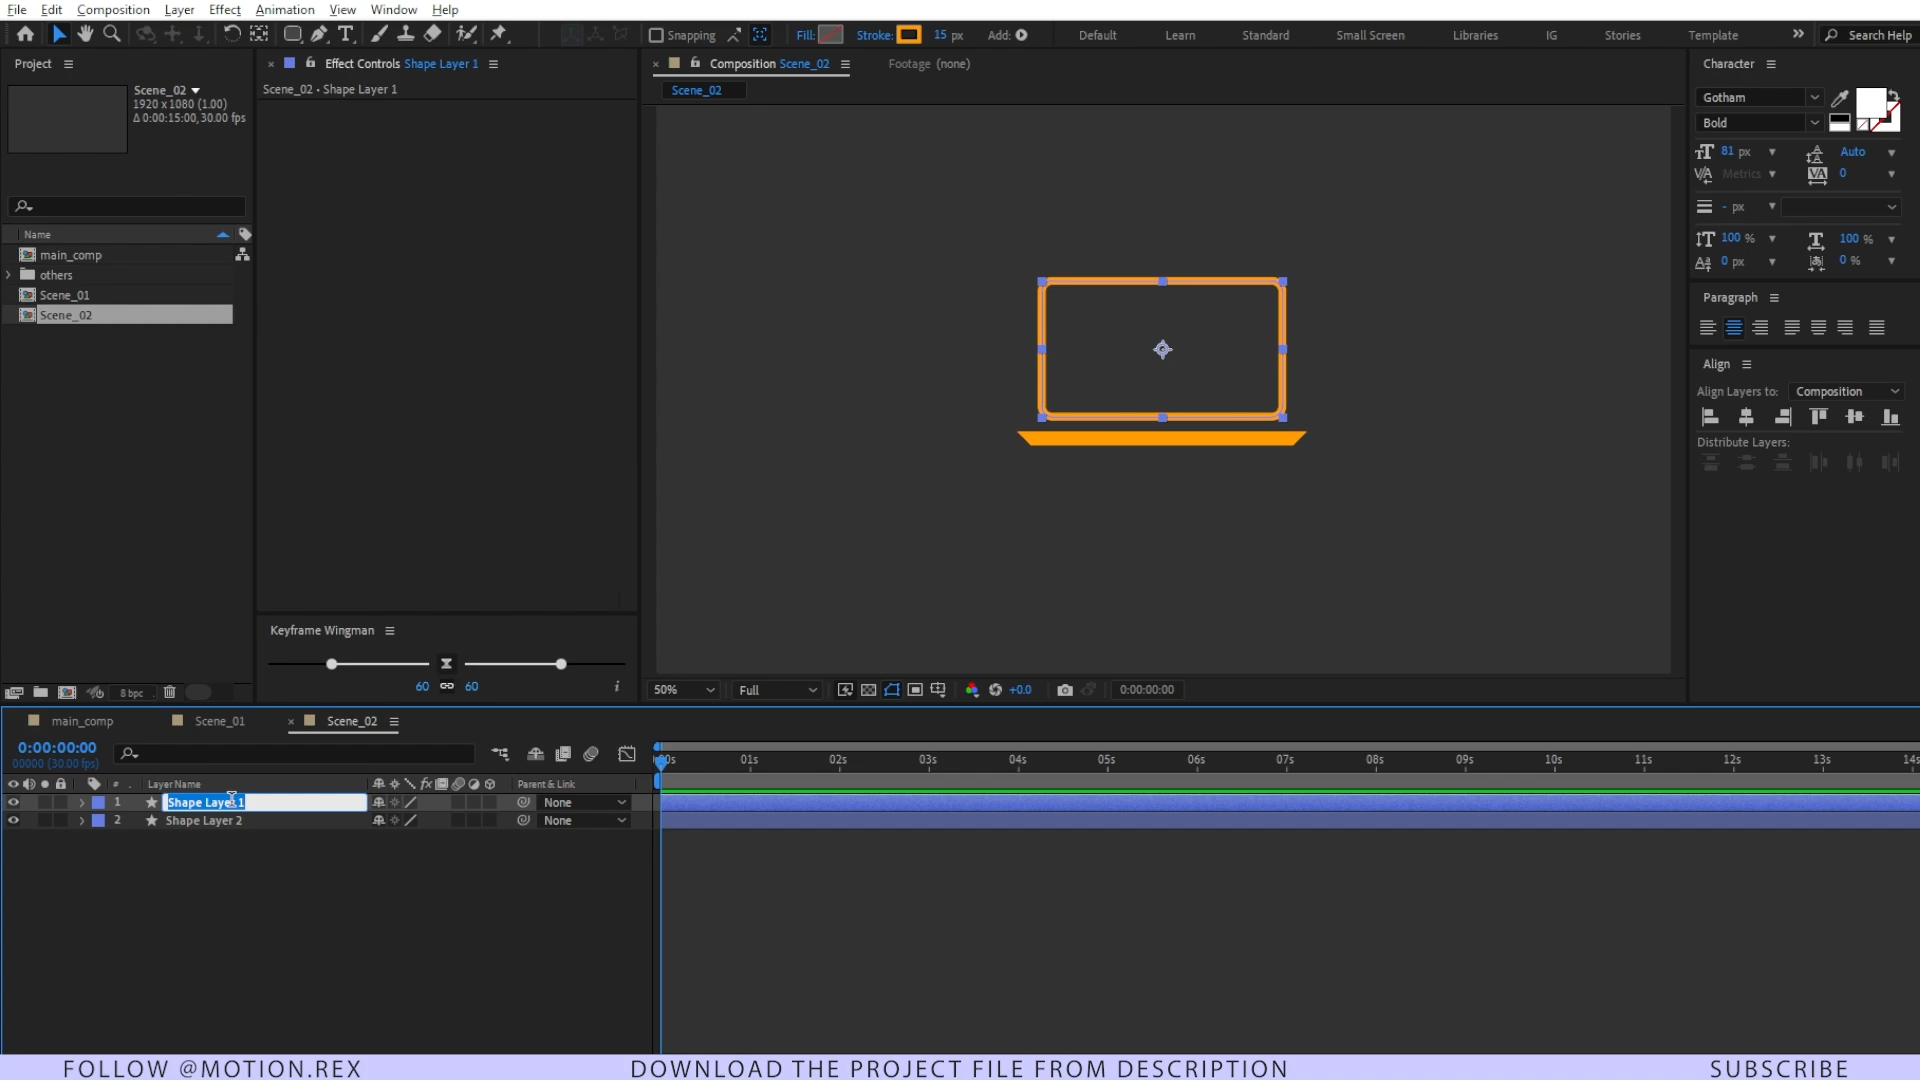 File Edit Composition Layer Effect Animation View Window Help
Snapping Fill: Stroke: 15 px Add: Default Learn Standard Small Screen Libraries IG Stories Template Search Help
Project
Effect Controls Shape Layer 1
Composition Scene_02
Footage (none)
Character
Scene_02
1920 x 1080 (1.00)
Δ 0:00:15:00, 30.00 fps
Scene_02 • Shape Layer 1
Scene_02
Gotham
Bold
81 px Auto
Metrics 0
- px
100 % 100 %
0 px 0 %
Name
main_comp
others
Scene_01
Scene_02
Paragraph
Align
Align Layers to: Composition
Distribute Layers:
Keyframe Wingman
60 60
8 bpc
50% Full +0.0 0:00:00:00
main_comp Scene_01 Scene_02
0:00:00:00
00000 (30.00 fps)
01s 02s 03s 04s 05s 06s 07s 08s 09s 10s 11s 12s 13s
# Layer Name Parent & Link
1 Shape Layer 1 None
2 Shape Layer 2 None
FOLLOW @MOTION.REX DOWNLOAD THE PROJECT FILE FROM DESCRIPTION SUBSCRIBE